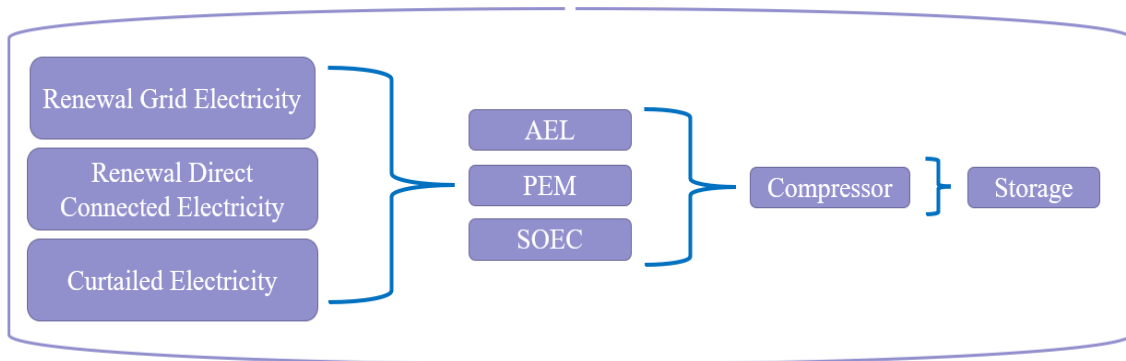 Renewal Grid Electricity
Renewal Direct
Connected Electricity
Curtailed Electricity
AEL
PEM
SOEC
Compressor
Storage